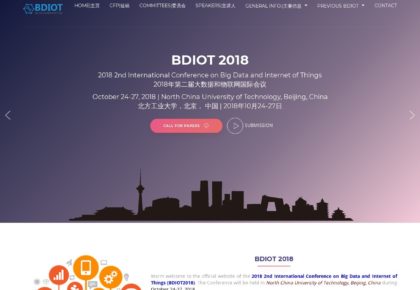 BDIOT
HOME|主页 CFP|征稿 COMMITTEES|委员会 SPEAKERS|主讲人 GENERAL INFO|大事信息 PREVIOUS BDIOT CONTACT
BDIOT 2018
2018 2nd International Conference on Big Data and Internet of Things
2018年第二届大数据和物联网国际会议
October 24-27, 2018 | North China University of Technology, Beijing, China
北方工业大学，北京， 中国 | 2018年10月24-27日
CALL FOR PAPERS SUBMISSION
BDIOT 2018
Warm welcome to the official website of the 2018 2nd International Conference on Big Data and Internet of
Things (BDIOT2018). The Conference will be Held in North China University of Technology, Beijing, China during
October 24-27, 2018.